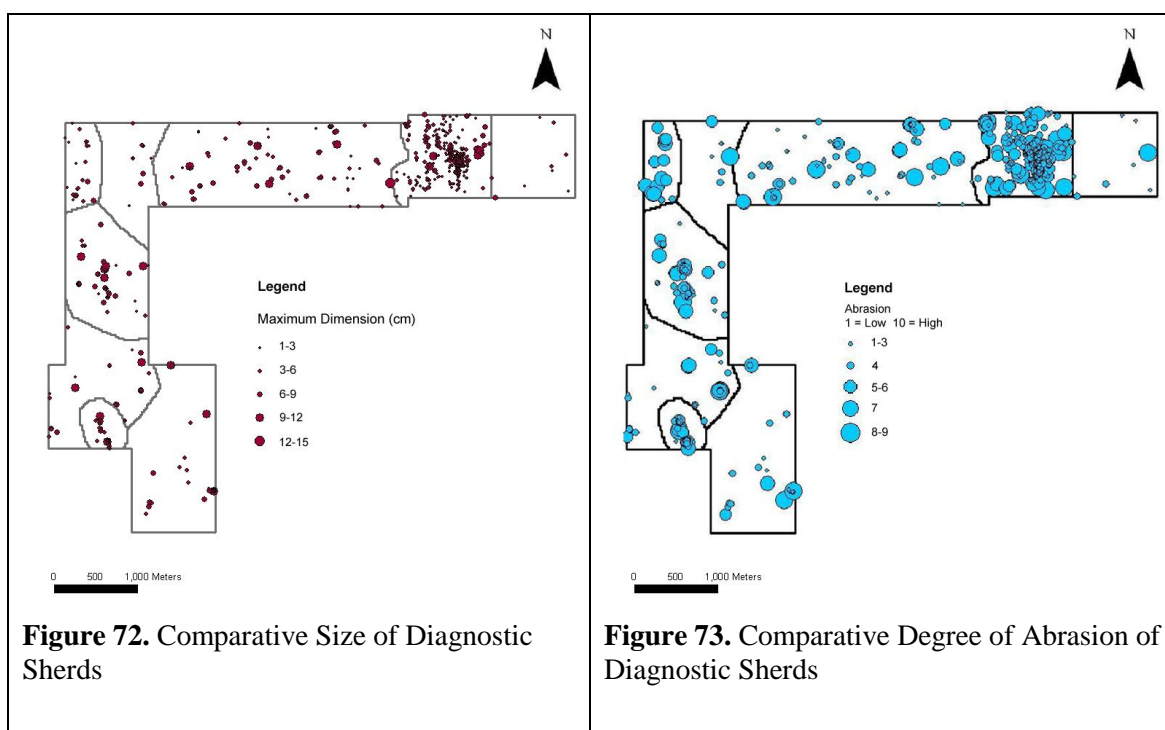 N
Legend
Maximum Dimension (cm)
1-3
3-6
6-9
9-12
12-15
0 500 1,000 Meters
Figure 72. Comparative Size of Diagnostic
Sherds
N
Legend
Abrasion
1 = Low 10 = High
1-3
4
5-6
7
8-9
0 500 1,000 Meters
Figure 73. Comparative Degree of Abrasion of
Diagnostic Sherds